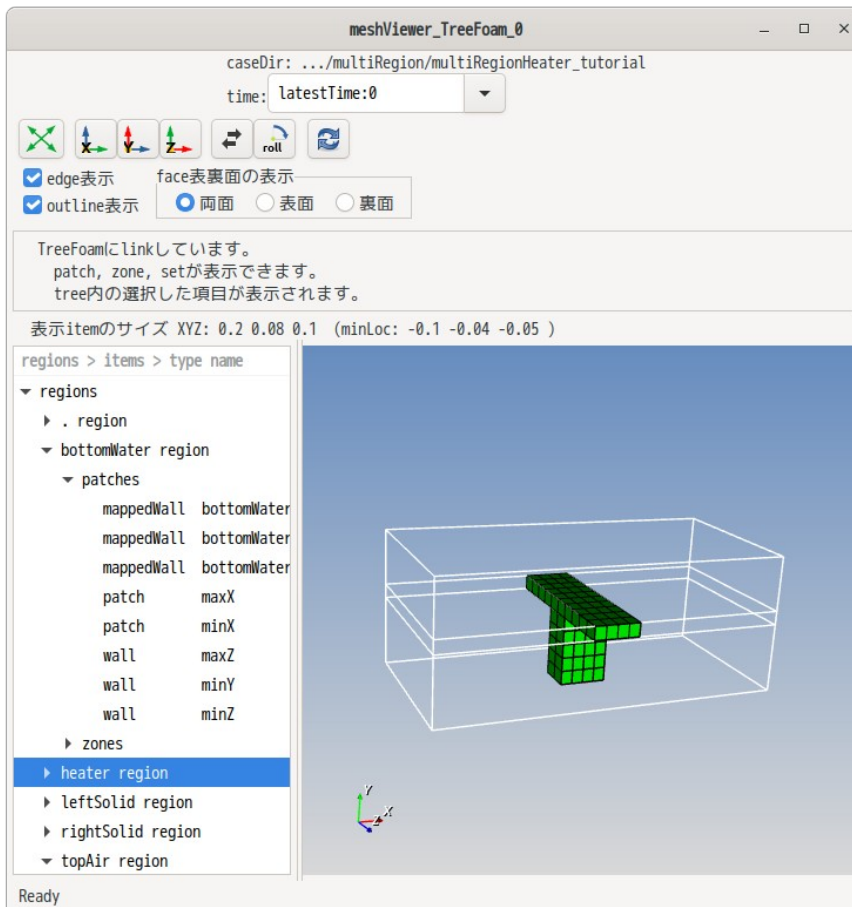 meshViewer_TreeFoam_0
caseDir: .../multiRegion/multiRegionHeater_tutorial
time: latestTime:0
X Y Z roll
edge表示 face表裏面の表示
outline表示 両面 表面 裏面
TreeFoamにlinkしています。
patch, zone, setが表示できます。
tree内の選択した項目が表示されます。
表示itemのサイズ XYZ: 0.2 0.08 0.1 (minLoc: -0.1 -0.04 -0.05 )
regions > items > type name
regions
. region
bottomWater region
patches
mappedWall bottomWater
mappedWall bottomWater
mappedWall bottomWater
patch maxX
patch minX
wall maxZ
wall minY
wall minZ
zones
heater region
leftSolid region
rightSolid region
topAir region
Y
X
Z
Ready